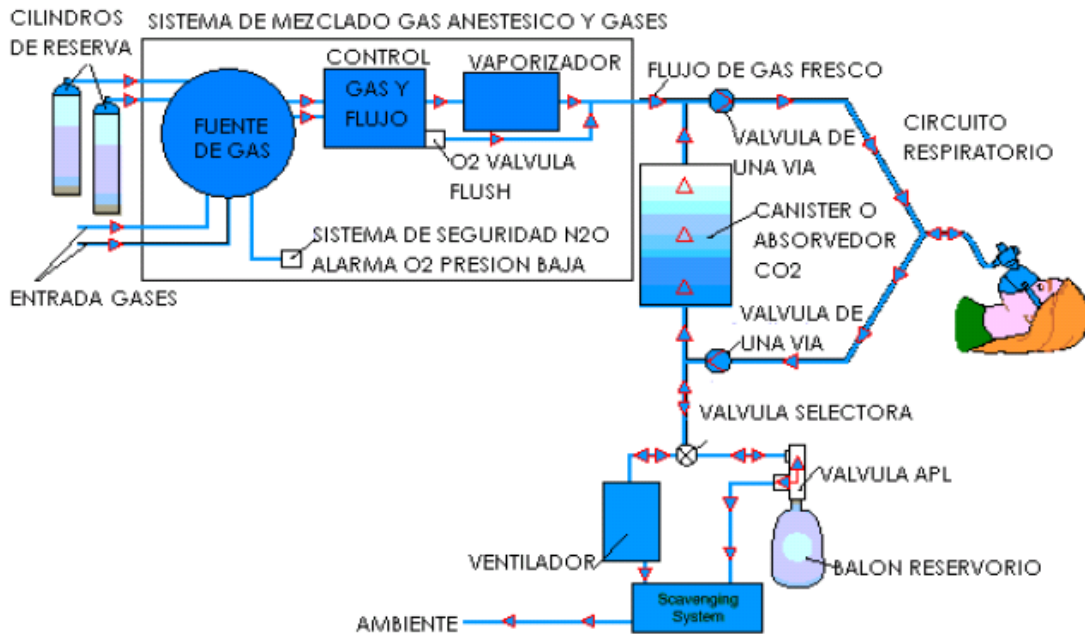 CILINDROS
DE RESERVA
SISTEMA DE MEZCLADO GAS ANESTESICO Y GASES
CONTROL
GAS Y
FLUJO
VAPORIZADOR
FUENTE
DE GAS
O2 VALVULA
FLUSH
SISTEMA DE SEGURIDAD N2O
ALARMA O2 PRESION BAJA
ENTRADA GASES
FLUJO DE GAS FRESCO
VALVULA DE
UNA VIA
CIRCUITO
RESPIRATORIO
CANISTER O
ABSORVEDOR
CO2
VALVULA DE
UNA VIA
VALVULA SELECTORA
VALVULA APL
VENTILADOR
BALON RESERVORIO
Scavenging
System
AMBIENTE